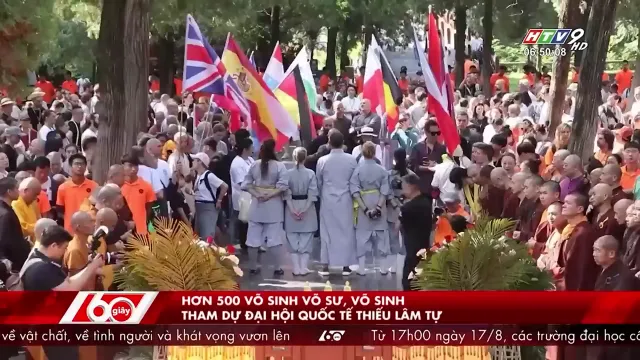 HTV9
HD
06:50:08
60
giây
HƠN 500 VÕ SINH VÕ SƯ, VÕ SINH
THAM DỰ ĐẠI HỘI QUỐC TẾ THIẾU LÂM TỰ
về vật chất, về tinh thần và khát vọng vươn lên Từ 17h00 ngày 17/8, các trường đại học c